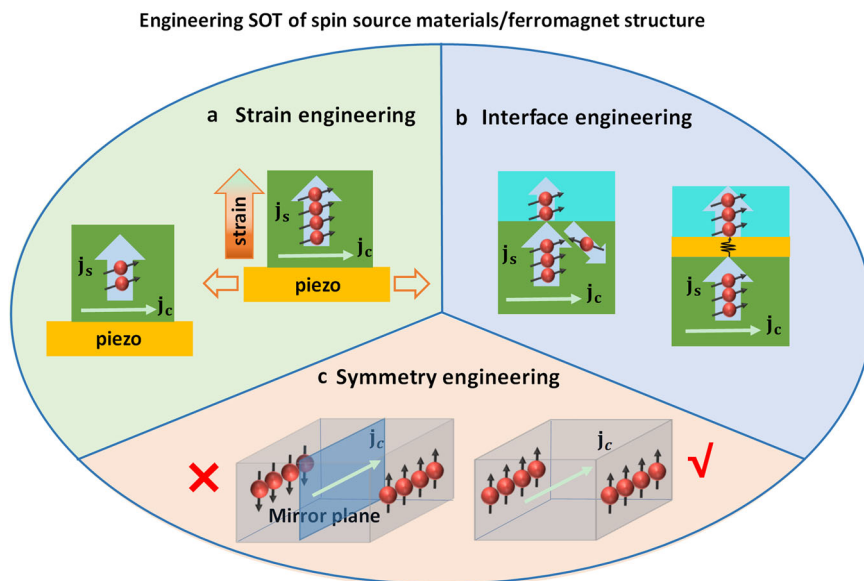 Engineering SOT of spin source materials/ferromagnet structure
a Strain engineering
b Interface engineering
strain
js
jc
piezo
js
jc
piezo
js
jc
js
jc
c Symmetry engineering
×
jc
Mirror plane
jc
√